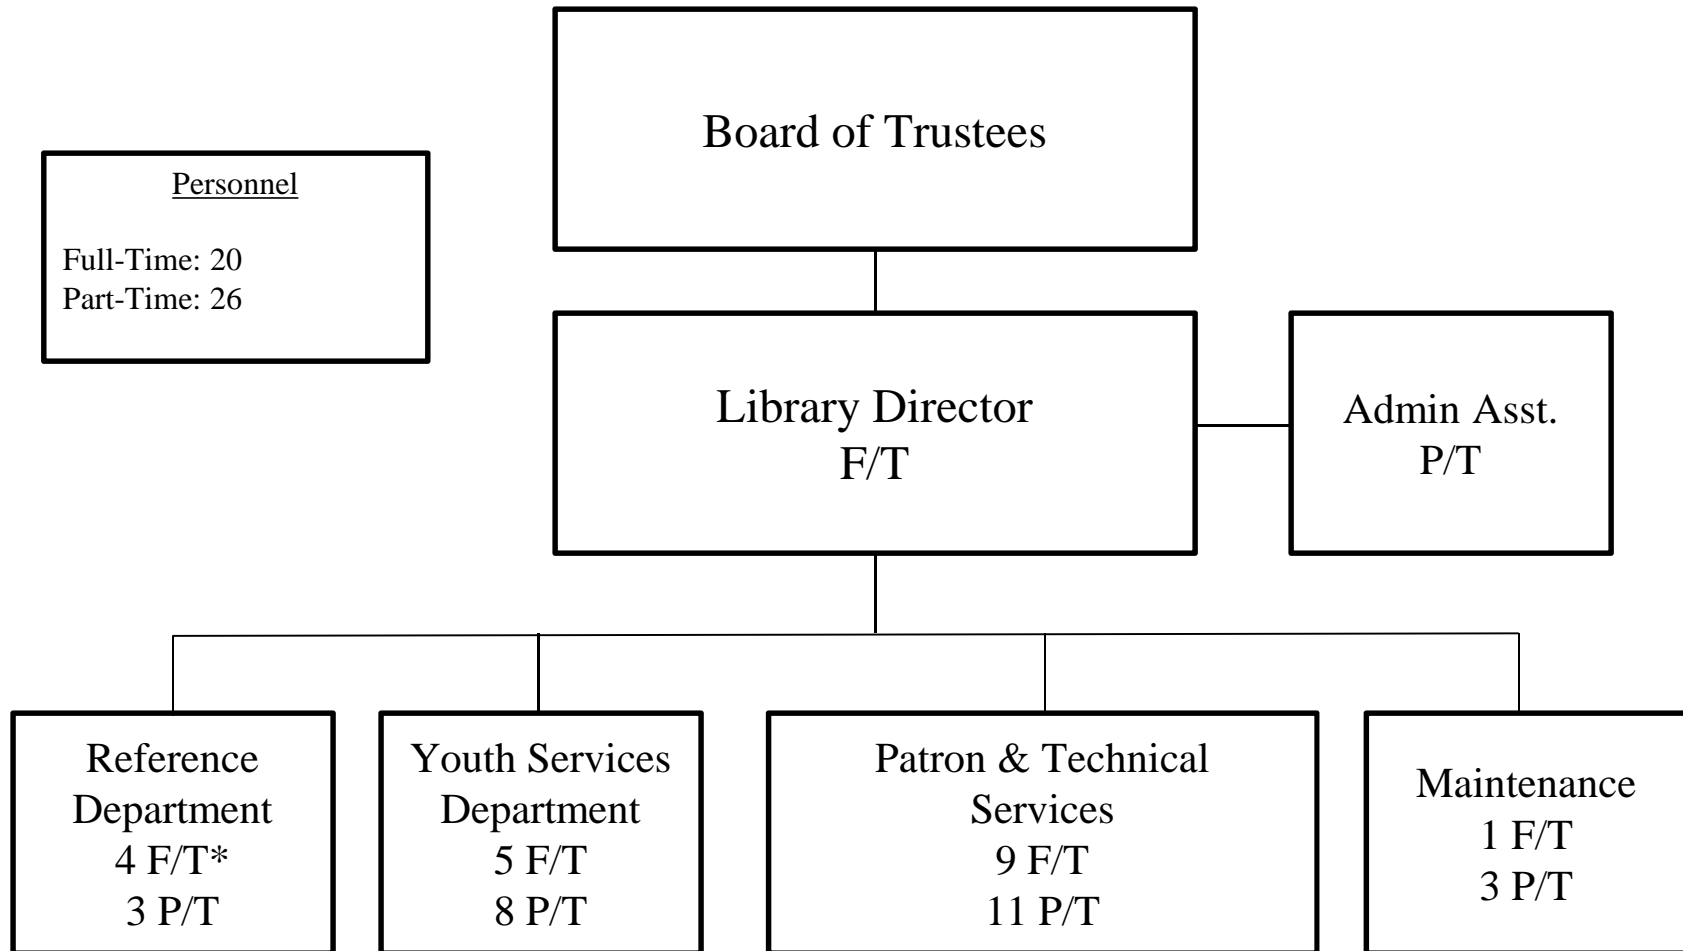 Board of Trustees
Personnel
Full-Time: 20
Part-Time: 26
Library Director
F/T
Admin Asst.
P/T
Reference
Department
4 F/T*
3 P/T
Youth Services
Department
5 F/T
8 P/T
Patron & Technical
Services
9 F/T
11 P/T
Maintenance
1 F/T
3 P/T